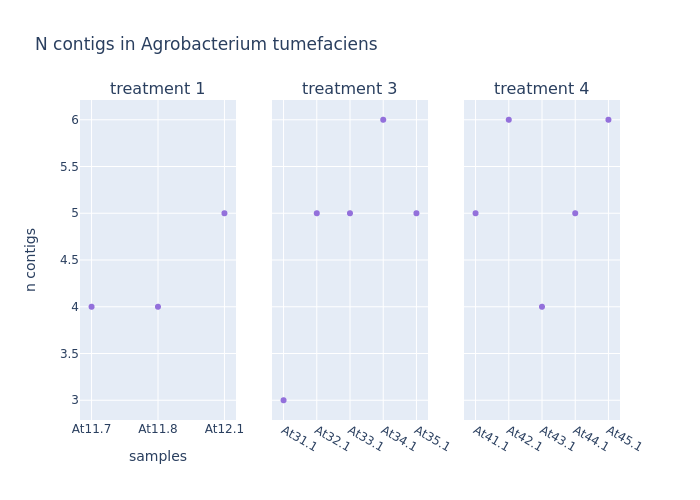 N contigs in Agrobacterium tumefaciens
treatment 1
treatment 3
treatment 4
6
5.5
5
4.5
4
3.5
3
n contigs
At11.7
At11.8
At12.1
At31.1
At32.1
At33.1
At34.1
At35.1
At41.1
At42.1
At43.1
At44.1
At45.1
samples